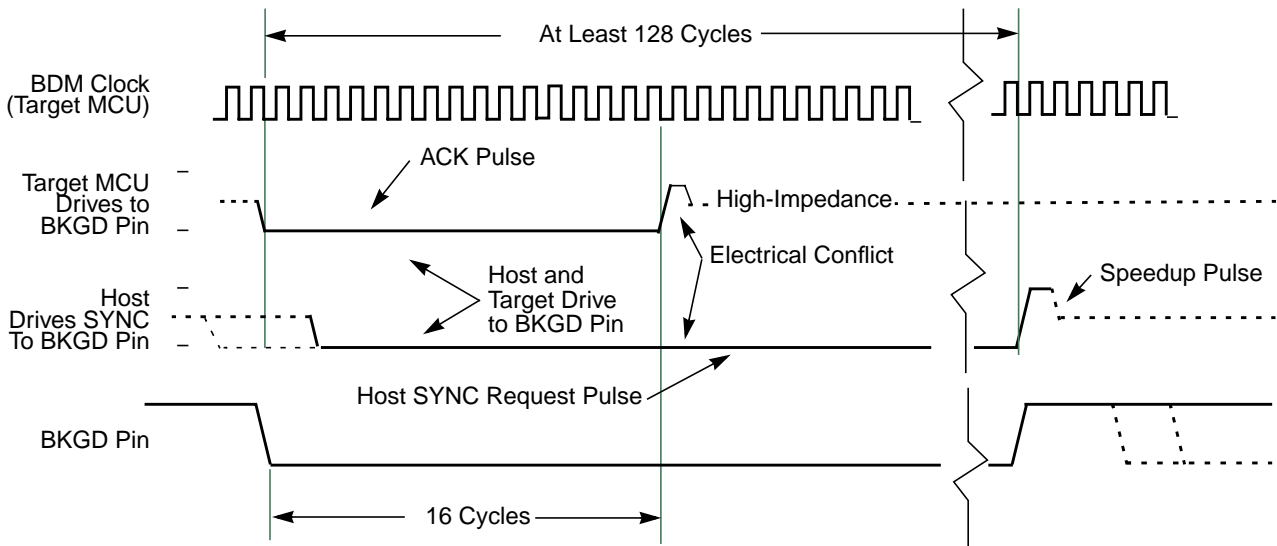 At Least 128 Cycles
BDM Clock
(Target MCU)
ACK Pulse
Target MCU
Drives to
BKGD Pin
High-Impedance
Electrical Conflict
Host and
Target Drive
to BKGD Pin
Speedup Pulse
Host
Drives SYNC
To BKGD Pin
Host SYNC Request Pulse
BKGD Pin
16 Cycles